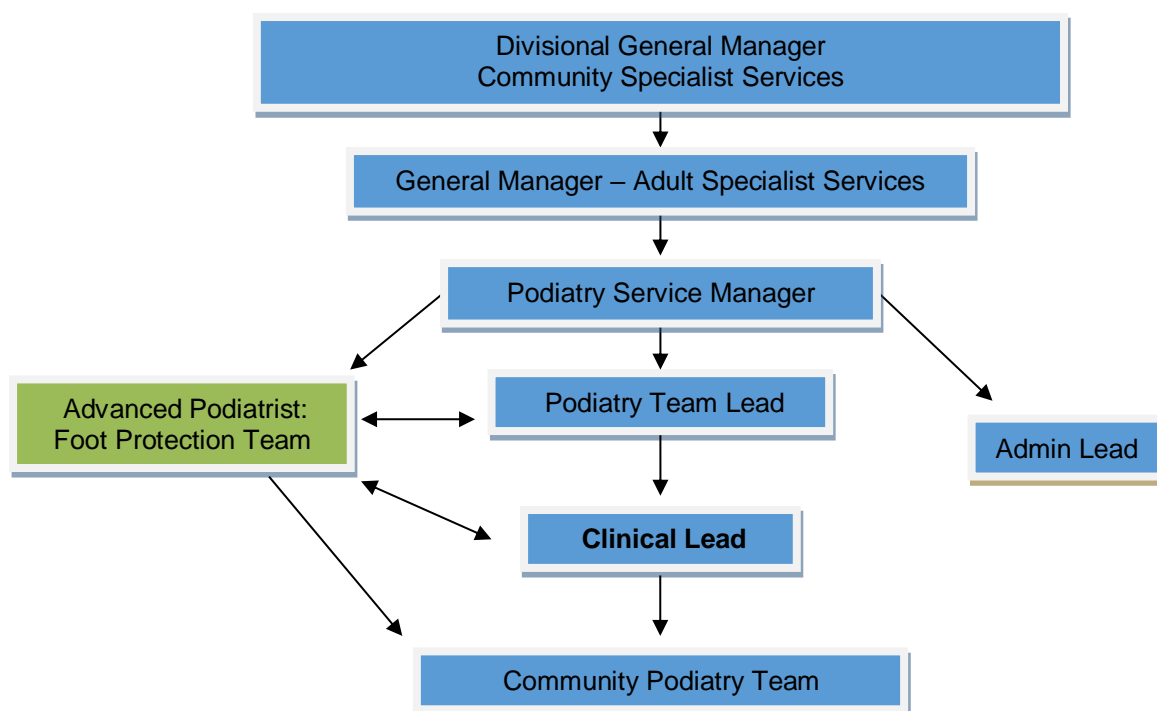 Divisional General Manager
Community Specialist Services
General Manager – Adult Specialist Services
Podiatry Service Manager
Advanced Podiatrist:
Foot Protection Team
Podiatry Team Lead
Admin Lead
Clinical Lead
Community Podiatry Team